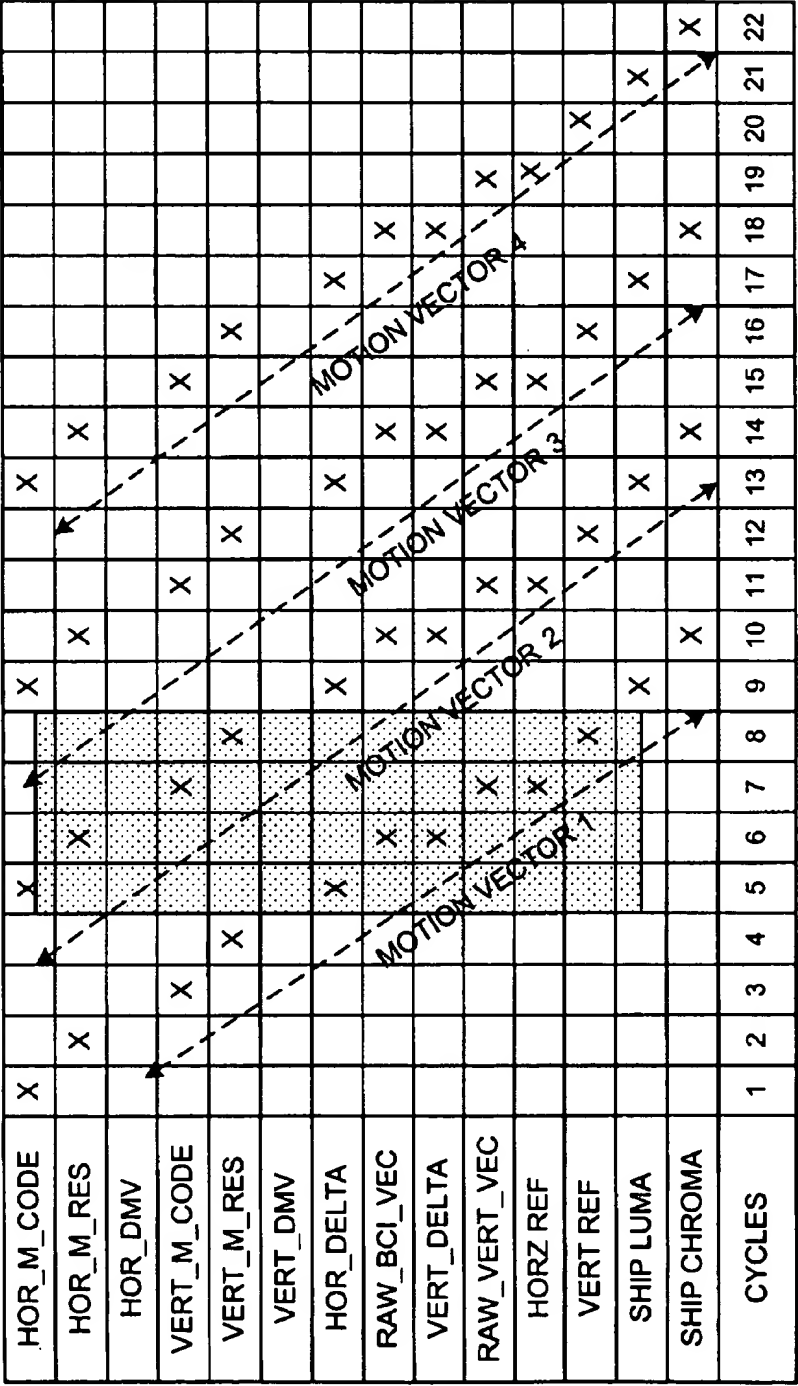 HOR_M_CODE X X X X
HOR_M_RES X X X X
HOR_DMV
VERT_M_CODE X X X X
VERT_M_RES X X X X
VERT_DMV
HOR_DELTA X X X X
RAW_BCI_VEC X X X X
VERT_DELTA X X X X
RAW_VERT_VEC X X X X
HORZ REF X X X X
VERT REF X X X X
SHIP LUMA X X X X
SHIP CHROMA X X X X
CYCLES 1 2 3 4 5 6 7 8 9 10 11 12 13 14 15 16 17 18 19 20 21 22
MOTION VECTOR 1
MOTION VECTOR 2
MOTION VECTOR 3
MOTION VECTOR 4